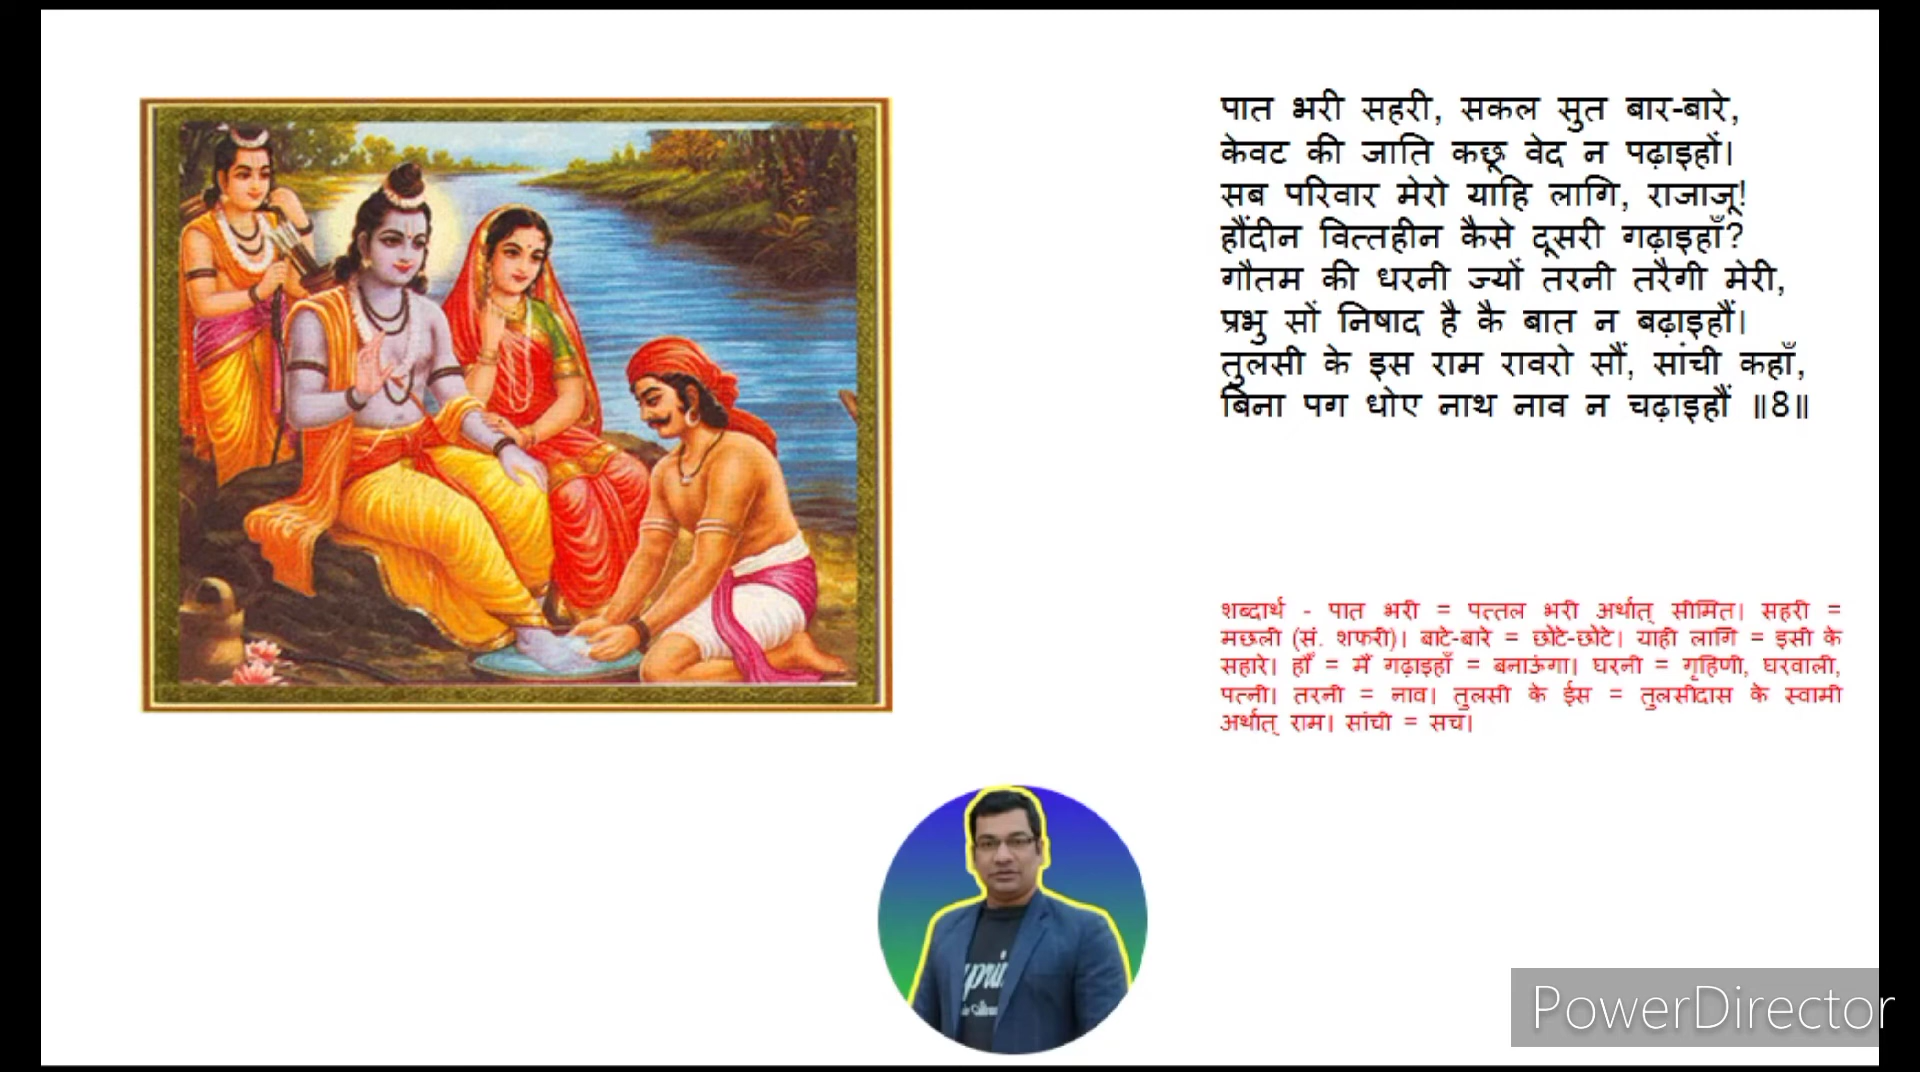 पात भरी सहरी, सकल सुत बार-बारे,
केवट की जाति कछू वेद न पढ़ाइहों।
सब परिवार मेरो याहि लागि, राजाजू!
हौंदीन वित्तहीन कैसे दूसरी गढ़ाइहाँ?
गौतम की धरनी ज्यों तरनी तरैगी मेरी,
प्रभु सों निषाद है कै बात न बढ़ाइहौं।
तुलसी के इस राम रावरो सौं, सांची कहाँ,
बिना पग धोए नाथ नाव न चढ़ाइहौं ॥8॥
शब्दार्थ - पात भरी = पत्तल भरी अर्थात् सीमित। सहरी =
मछली (सं. शफरी)। बाटे-बारे = छोटे-छोटे। याही लागि = इसी के
सहारे। हौं = मैं गढ़ाइहाँ = बनाऊंगा। घरनी = गृहिणी, घरवाली,
पत्नी। तरनी = नाव। तुलसी के ईस = तुलसीदास के स्वामी
अर्थात् राम। सांची = सच।
PowerDirector